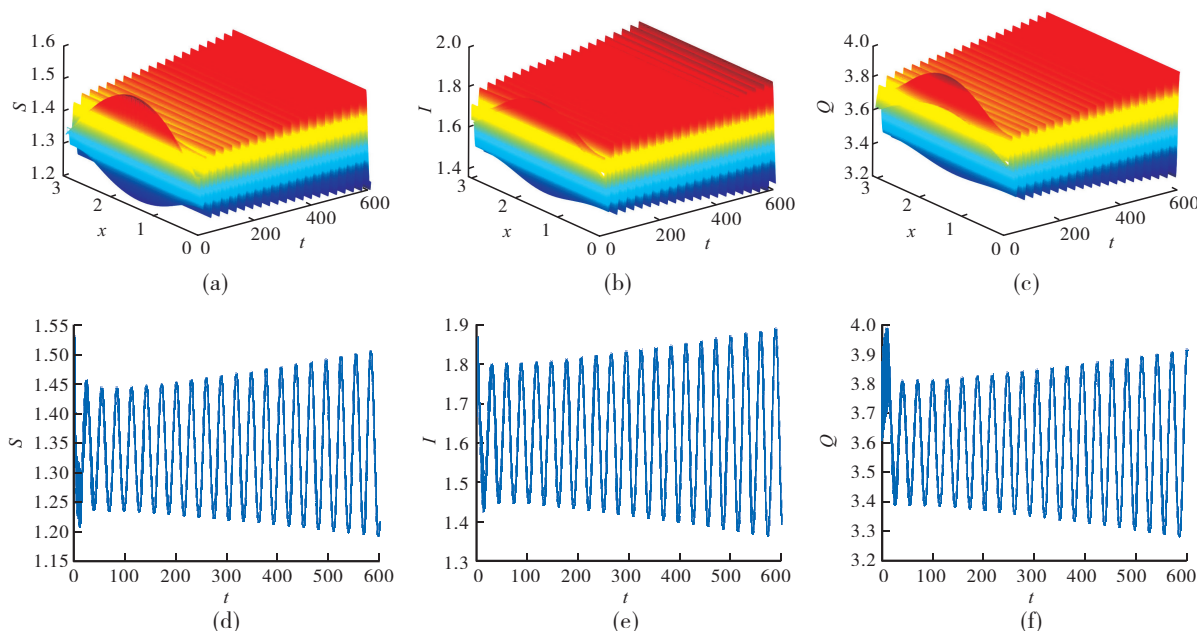 1.6
1.5
1.4
1.3
1.2
S
3
2
1
0
x
0
200
400
600
t
(a)
2.0
1.8
1.6
1.4
I
3
2
1
0
x
0
200
400
600
t
(b)
4.0
3.8
3.6
3.4
3.2
Q
3
2
1
0
x
0
200
400
600
t
(c)
1.55
1.50
1.45
1.40
1.35
1.30
1.25
1.20
1.15
S
0 100 200 300 400 500 600
t
(d)
1.9
1.8
1.7
1.6
1.5
1.4
1.3
I
0 100 200 300 400 500 600
t
(e)
4.0
3.9
3.8
3.7
3.6
3.5
3.4
3.3
3.2
Q
0 100 200 300 400 500 600
t
(f)